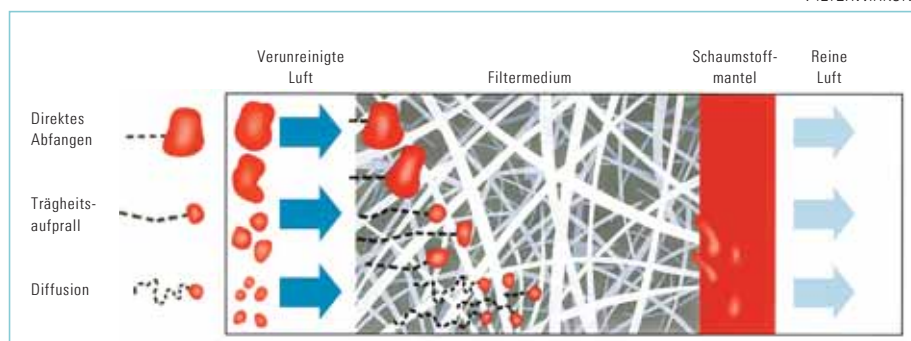 Verunreinigte
Luft
Filtermedium
Schaumstoff-
mantel
Reine
Luft
Direktes
Abfangen
Trägheits-
aufprall
Diffusion